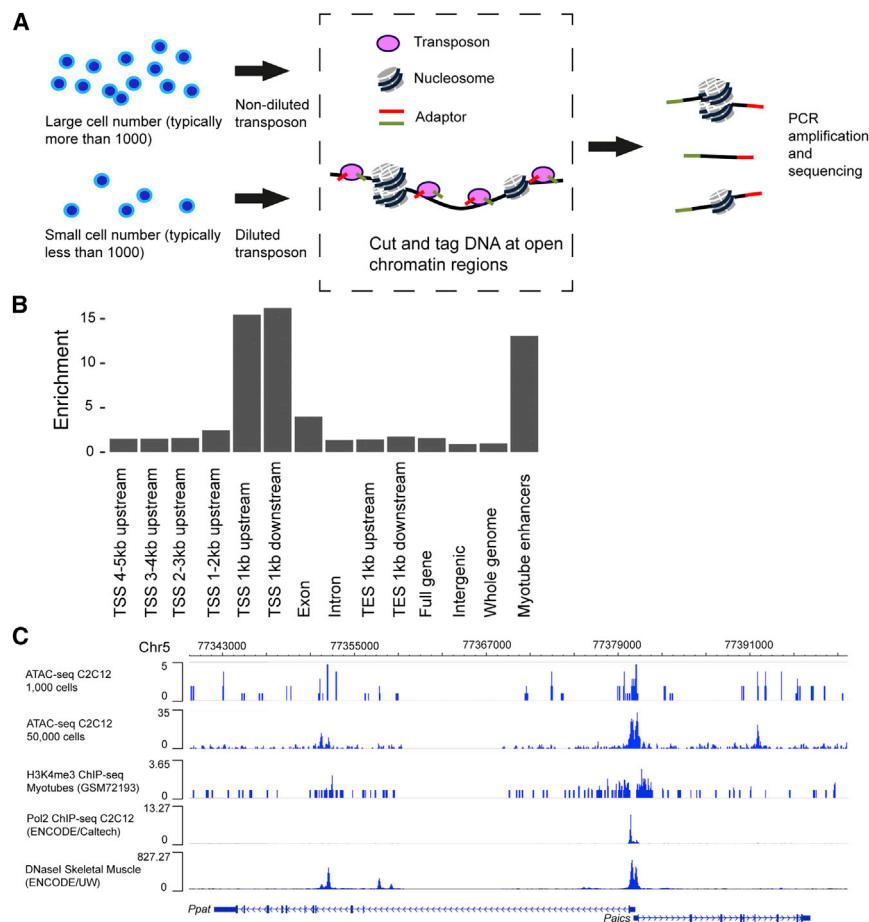 A
Large cell number (typically
more than 1000)
Non-diluted
transposon
Small cell number (typically
less than 1000)
Diluted
transposon
Transposon
Nucleosome
Adaptor
Cut and tag DNA at open
chromatin regions
PCR
amplification
and
sequencing
B
Enrichment
15
10
5
0
TSS 4-5kb upstream
TSS 3-4kb upstream
TSS 2-3kb upstream
TSS 1-2kb upstream
TSS 1kb upstream
TSS 1kb downstream
Exon
Intron
TES 1kb upstream
TES 1kb downstream
Full gene
Intergenic
Whole genome
Myotube enhancers
C
Chr5
77343000
77355000
77367000
77379000
77391000
ATAC-seq C2C12
1,000 cells
5
0
ATAC-seq C2C12
50,000 cells
35
0
H3K4me3 ChIP-seq
Myotubes (GSM72193)
3.65
0
Pol2 ChIP-seq C2C12
(ENCODE/Caltech)
13.27
0
DNaseI Skeletal Muscle
(ENCODE/UW)
827.27
0
Ppat
Paics